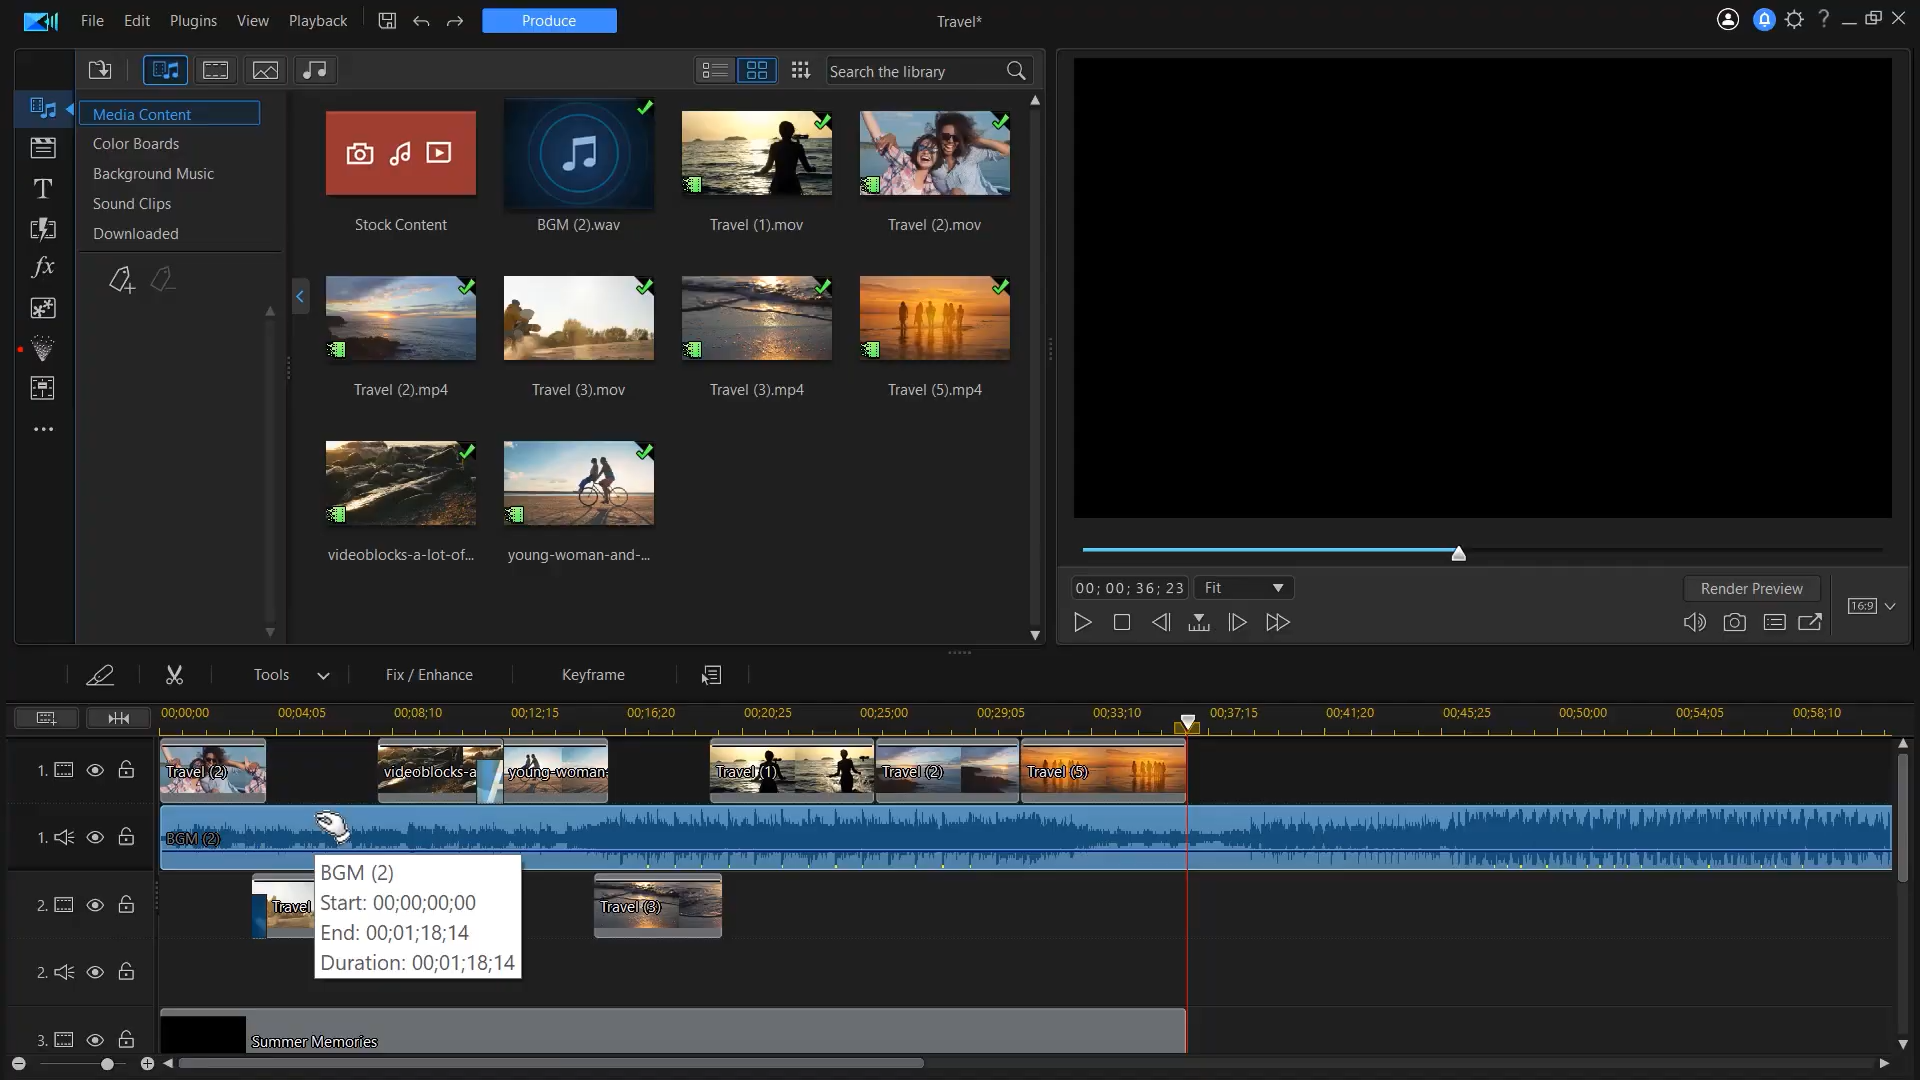 File Edit Plugins View Playback
Produce
Travel*
?
Search the library
Media Content
Color Boards
Background Music
Sound Clips
Downloaded
T
fx
Stock Content
BGM (2).wav
Travel (1).mov
Travel (2).mov
Travel (2).mp4
Travel (3).mov
Travel (3).mp4
Travel (5).mp4
videoblocks-a-lot-of...
young-woman-and-...
00; 00; 36; 23
Fit
Render Preview
16:9
Tools
Fix / Enhance
Keyframe
00;00;00 00;04;05 00;08;10 00;12;15 00;16;20 00;20;25 00;25;00 00;29;05 00;33;10 00;37;15 00;41;20 00;45;25 00;50;00 00;54;05 00;58;10
1.
Travel (2)
videoblocks-a
young-woman-
Travel (1)
Travel (2)
Travel (5)
1.
BGM (2)
BGM (2)
Start: 00;00;00;00
End: 00;01;18;14
Duration: 00;01;18;14
2.
Travel
Travel (3)
2.
3.
Summer Memories